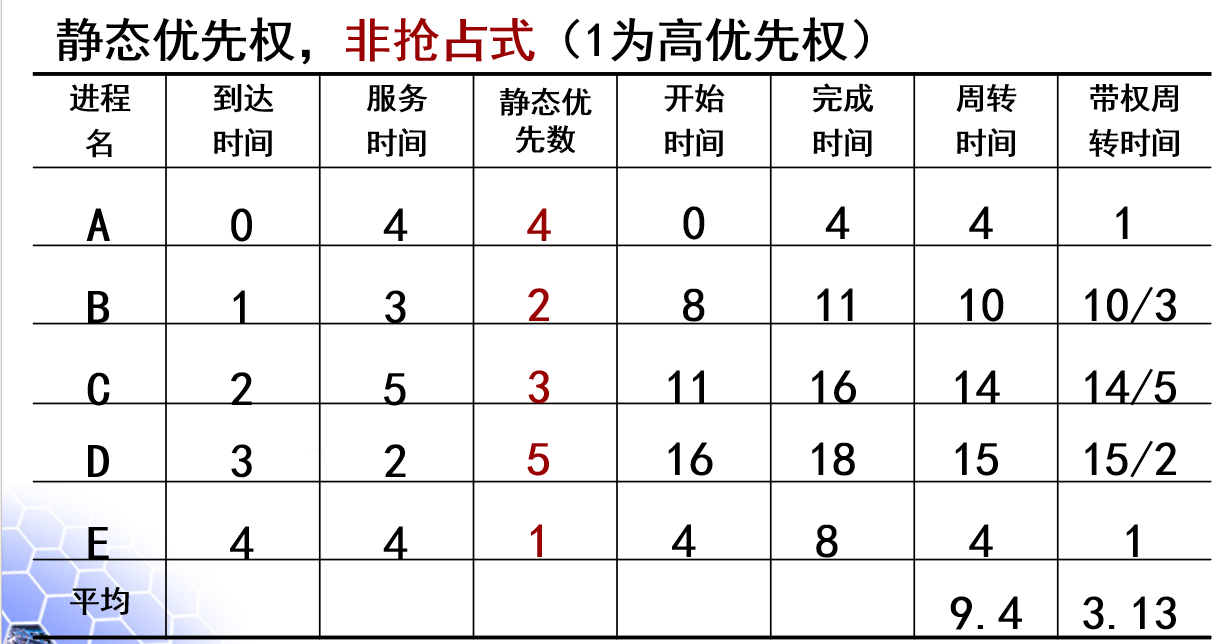 静态优先权，非抢占式（1为高优先权）
进程名 到达时间 服务时间 静态优先数 开始时间 完成时间 周转时间 带权周转时间
A 0 4 4 0 4 4 1
B 1 3 2 8 11 10 10/3
C 2 5 3 11 16 14 14/5
D 3 2 5 16 18 15 15/2
E 4 4 1 4 8 4 1
平均 9.4 3.13